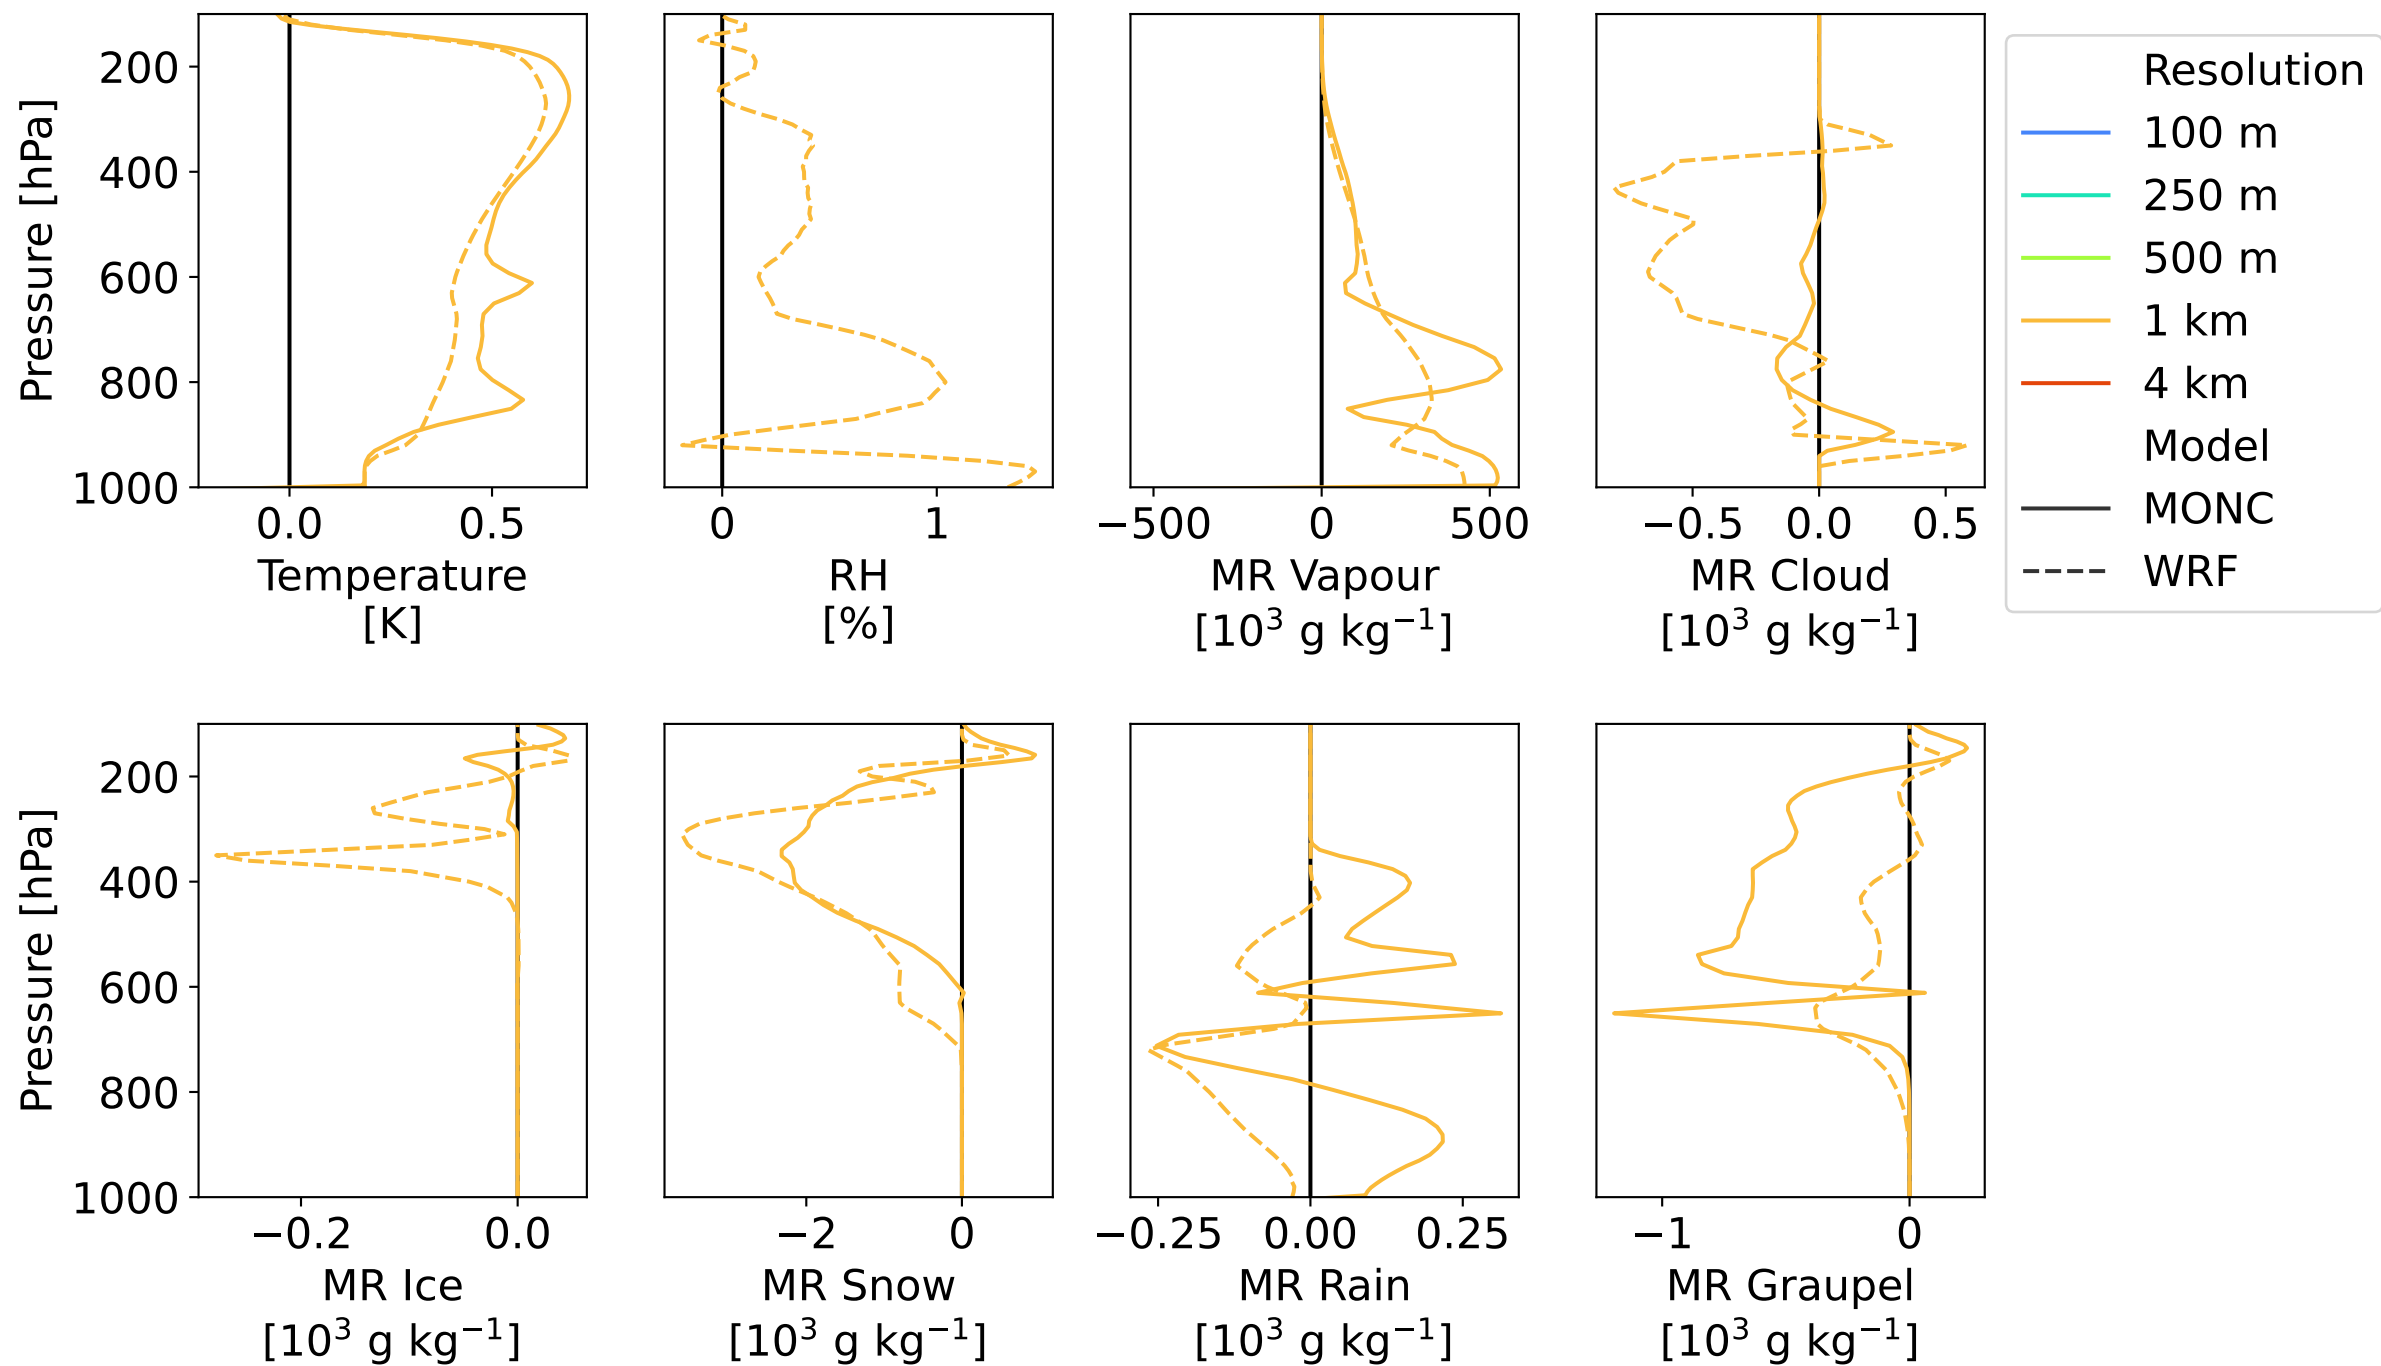 Pressure [hPa]
200
400
600
800
1000
0.0 0.5
Temperature
[K]
0 1
RH
[%]
−500 0 500
MR Vapour
[10³ g kg⁻¹]
−0.5 0.0 0.5
MR Cloud
[10³ g kg⁻¹]
Resolution
100 m
250 m
500 m
1 km
4 km
Model
MONC
WRF
Pressure [hPa]
200
400
600
800
1000
−0.2 0.0
MR Ice
[10³ g kg⁻¹]
−2 0
MR Snow
[10³ g kg⁻¹]
−0.25 0.00 0.25
MR Rain
[10³ g kg⁻¹]
−1 0
MR Graupel
[10³ g kg⁻¹]